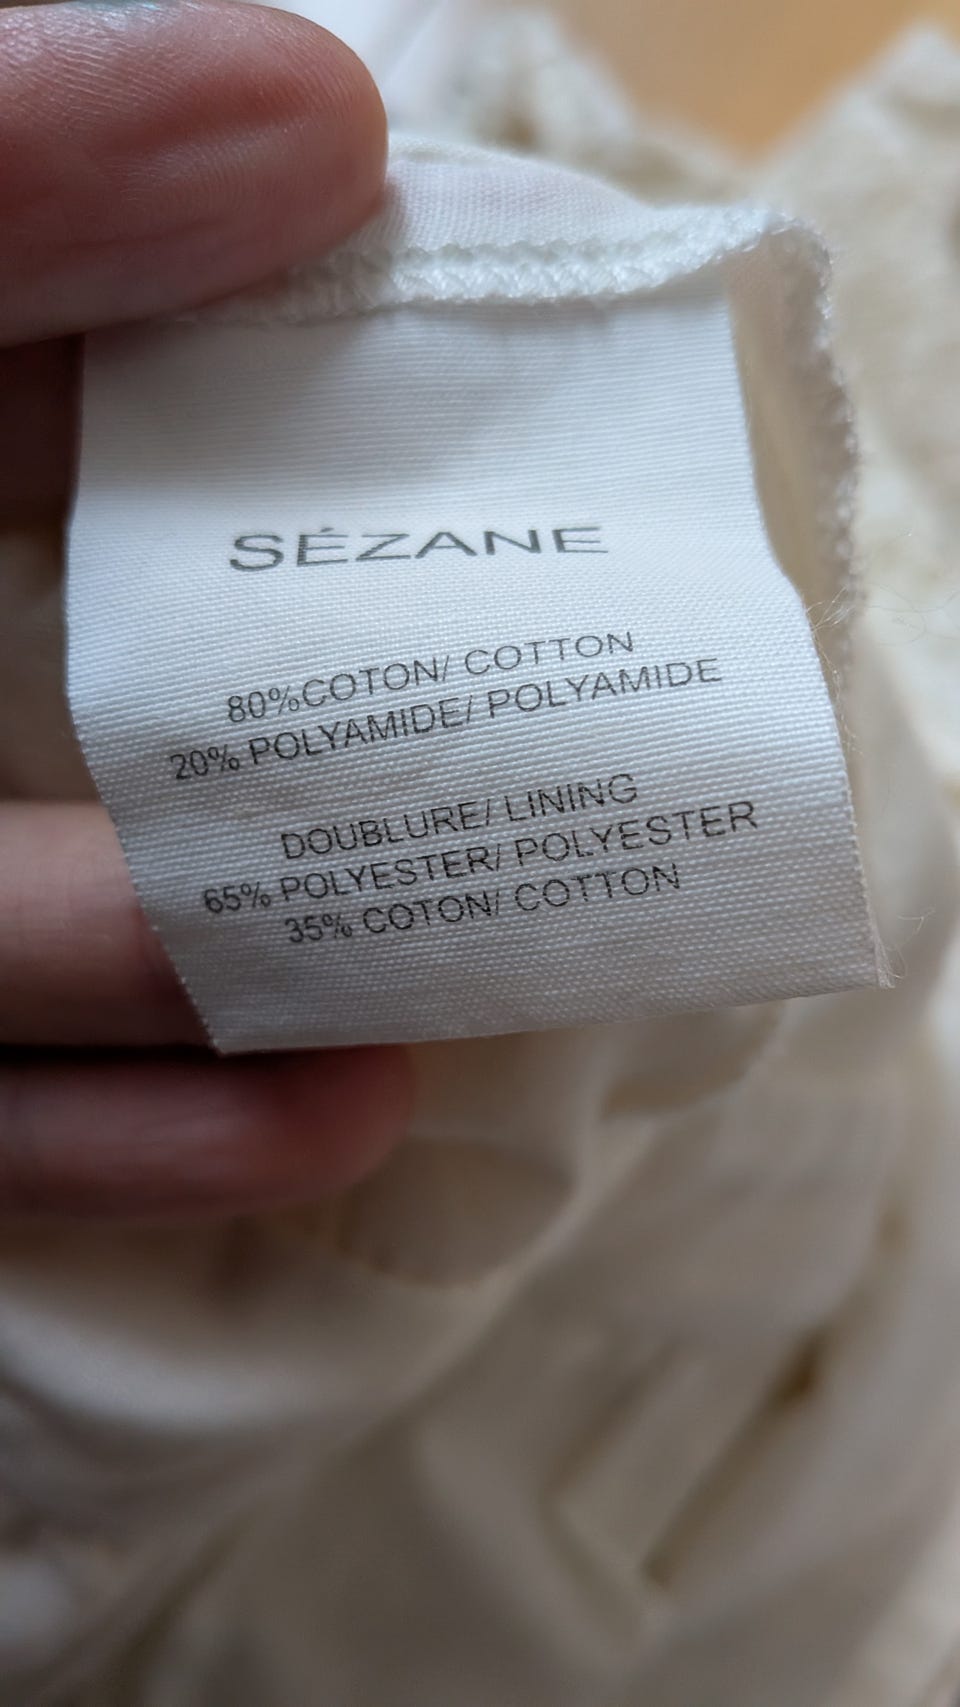 SÉZANE
80%COTON/ COTTON
20% POLYAMIDE/ POLYAMIDE
DOUBLURE/ LINING
65% POLYESTER/ POLYESTER
35% COTON/ COTTON